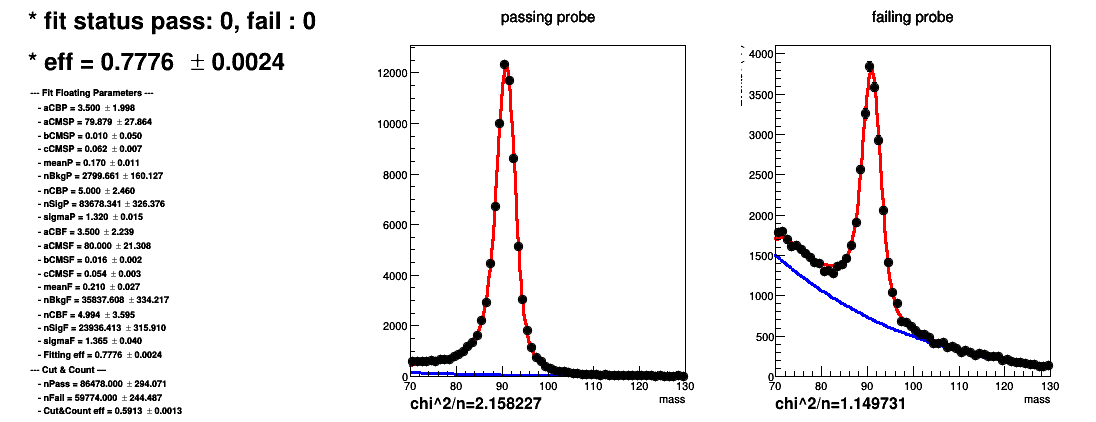 * fit status pass: 0, fail : 0
* eff = 0.7776 ± 0.0024
--- Fit Floating Parameters ---
- aCBP = 3.500 ± 1.998
- aCMSP = 79.879 ± 27.864
- bCMSP = 0.010 ± 0.050
- cCMSP = 0.062 ± 0.007
- meanP = 0.170 ± 0.011
- nBkgP = 2799.661 ± 160.127
- nCBP = 5.000 ± 2.460
- nSigP = 83678.341 ± 326.376
- sigmaP = 1.320 ± 0.015
- aCBF = 3.500 ± 2.239
- aCMSF = 80.000 ± 21.308
- bCMSF = 0.016 ± 0.002
- cCMSF = 0.054 ± 0.003
- meanF = 0.210 ± 0.027
- nBkgF = 35837.608 ± 334.217
- nCBF = 4.994 ± 3.595
- nSigF = 23936.413 ± 315.910
- sigmaF = 1.365 ± 0.040
- Fitting eff = 0.7776 ± 0.0024
--- Cut & Count ---
- nPass = 86478.000 ± 294.071
- nFail = 59774.000 ± 244.487
- Cut&Count eff = 0.5913 ± 0.0013
passing probe
12000
10000
8000
6000
4000
2000
0
70 80 90 100 110 120 130
mass
chi^2/n=2.158227
failing probe
4000
3500
3000
2500
2000
1500
1000
500
0
70 80 90 100 110 120 130
mass
chi^2/n=1.149731